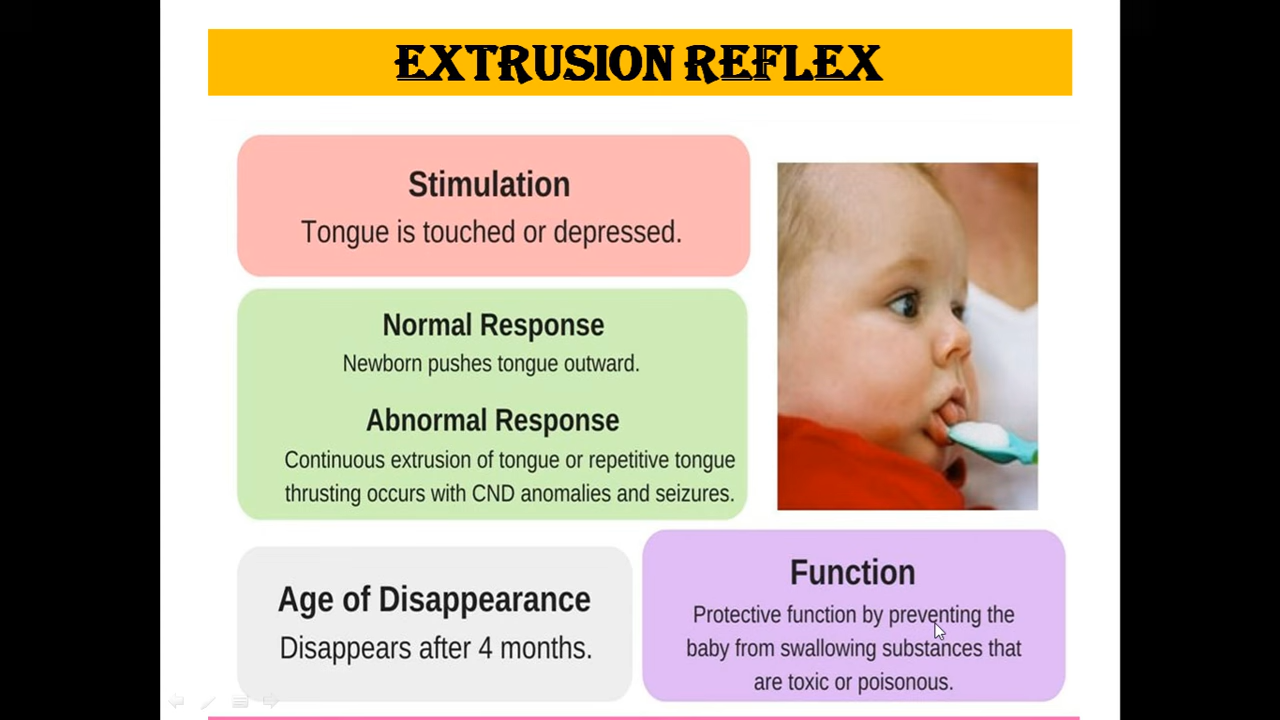 EXTRUSION REFLEX
Stimulation
Tongue is touched or depressed.
Normal Response
Newborn pushes tongue outward.
Abnormal Response
Continuous extrusion of tongue or repetitive tongue
thrusting occurs with CND anomalies and seizures.
Age of Disappearance
Disappears after 4 months.
Function
Protective function by preventing the
baby from swallowing substances that
are toxic or poisonous.